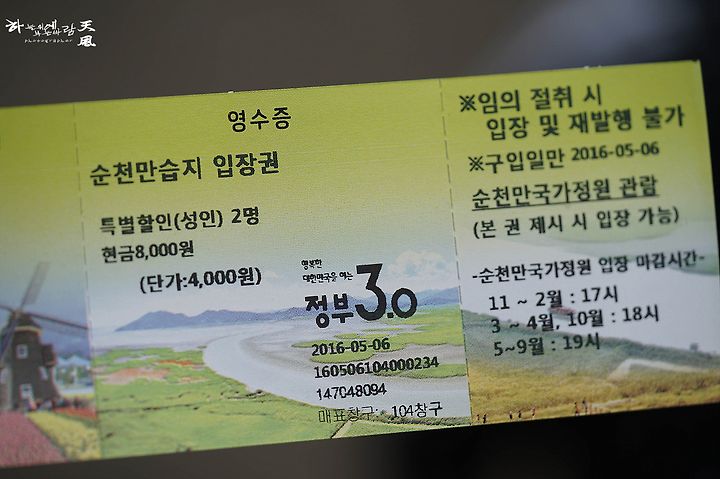 天風
영수증
순천만습지 입장권
특별할인(성인) 2명
현금8,000원
(단가:4,000원)
행복한
대한민국을 여는
정부3.0
2016-05-06
160506104000234
147048094
매표창구: 104창구
※임의 절취 시
입장 및 재발행 불가
※구입일만 2016-05-06
순천만국가정원 관람
(본 권 제시 시 입장 가능)
-순천만국가정원 입장 마감시간-
11 ~ 2월 : 17시
3 ~ 4월, 10월 : 18시
5~9월 : 19시